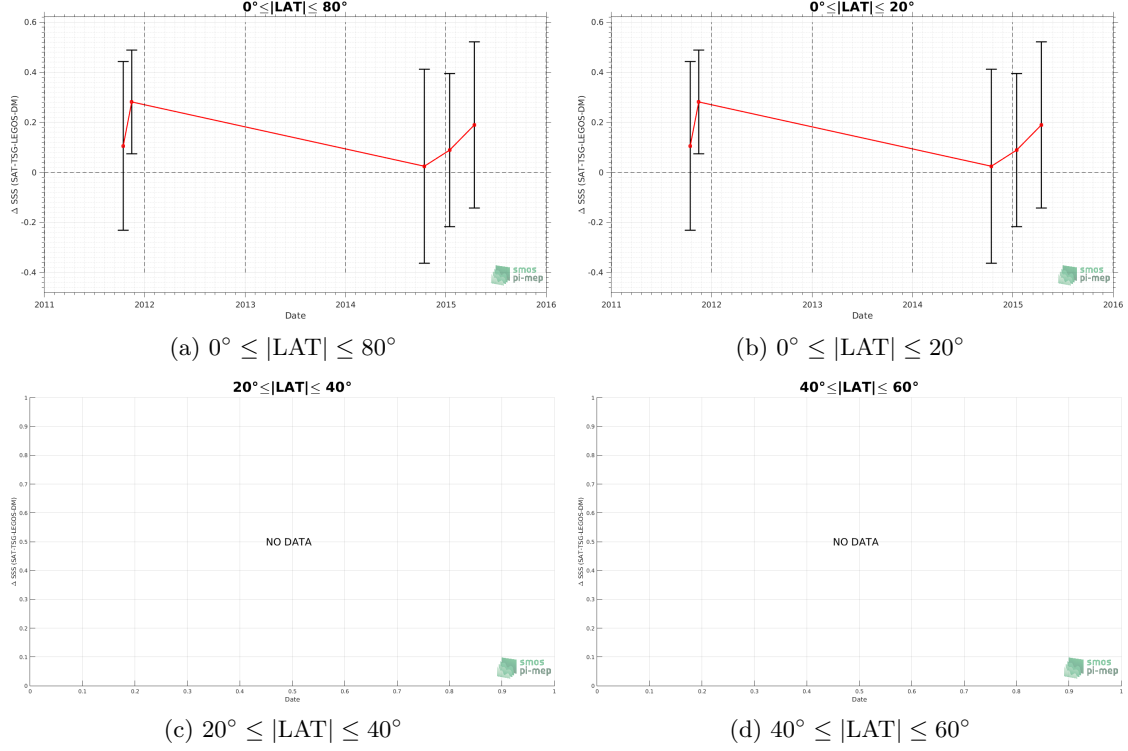 0°≤|LAT|≤ 80°
0.6
0.4
0.2
0
-0.2
-0.4
Δ SSS (SAT-TSG-LEGOS-DM)
smos
pi-mep
2011 2012 2013 2014 2015 2016
Date
(a) 0° ≤ |LAT| ≤ 80°
0°≤|LAT|≤ 20°
0.6
0.4
0.2
0
-0.2
-0.4
Δ SSS (SAT-TSG-LEGOS-DM)
smos
pi-mep
2011 2012 2013 2014 2015 2016
Date
(b) 0° ≤ |LAT| ≤ 20°
20°≤|LAT|≤ 40°
1
0.9
0.8
0.7
0.6
0.5
0.4
0.3
0.2
0.1
0
Δ SSS (SAT-TSG-LEGOS-DM)
NO DATA
smos
pi-mep
0 0.1 0.2 0.3 0.4 0.5 0.6 0.7 0.8 0.9 1
Date
(c) 20° ≤ |LAT| ≤ 40°
40°≤|LAT|≤ 60°
1
0.9
0.8
0.7
0.6
0.5
0.4
0.3
0.2
0.1
0
Δ SSS (SAT-TSG-LEGOS-DM)
NO DATA
smos
pi-mep
0 0.1 0.2 0.3 0.4 0.5 0.6 0.7 0.8 0.9 1
Date
(d) 40° ≤ |LAT| ≤ 60°